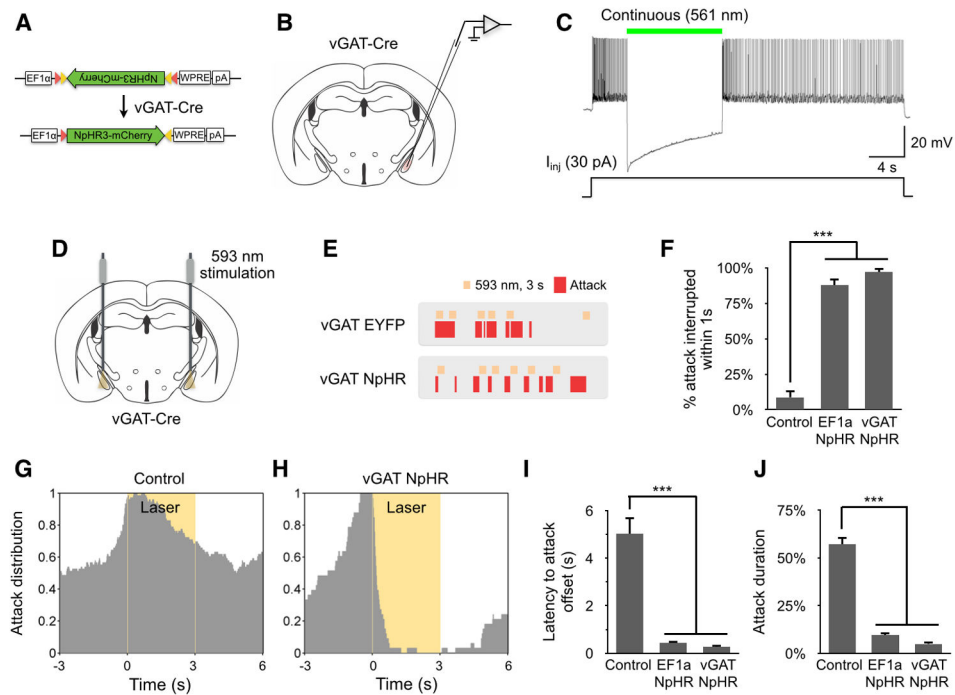 A
EF1α
NpHR3-mCherry
WPRE
pA
vGAT-Cre
EF1α
NpHR3-mCherry
WPRE
pA
B
vGAT-Cre
C
Continuous (561 nm)
20 mV
4 s
Iinj (30 pA)
D
593 nm
stimulation
vGAT-Cre
E
593 nm, 3 s
Attack
vGAT EYFP
vGAT NpHR
F
***
% attack interrupted
within 1s
100%
75%
50%
25%
0%
Control
EF1a
NpHR
vGAT
NpHR
G
Control
Laser
Attack distribution
1
0.8
0.6
0.4
0.2
0
-3
0
3
6
Time (s)
H
vGAT NpHR
Laser
1
0.8
0.6
0.4
0.2
0
-3
0
3
6
Time (s)
I
***
Latency to attack
offset (s)
6
4
2
0
Control
EF1a
NpHR
vGAT
NpHR
J
***
Attack duration
75%
50%
25%
0%
Control
EF1a
NpHR
vGAT
NpHR